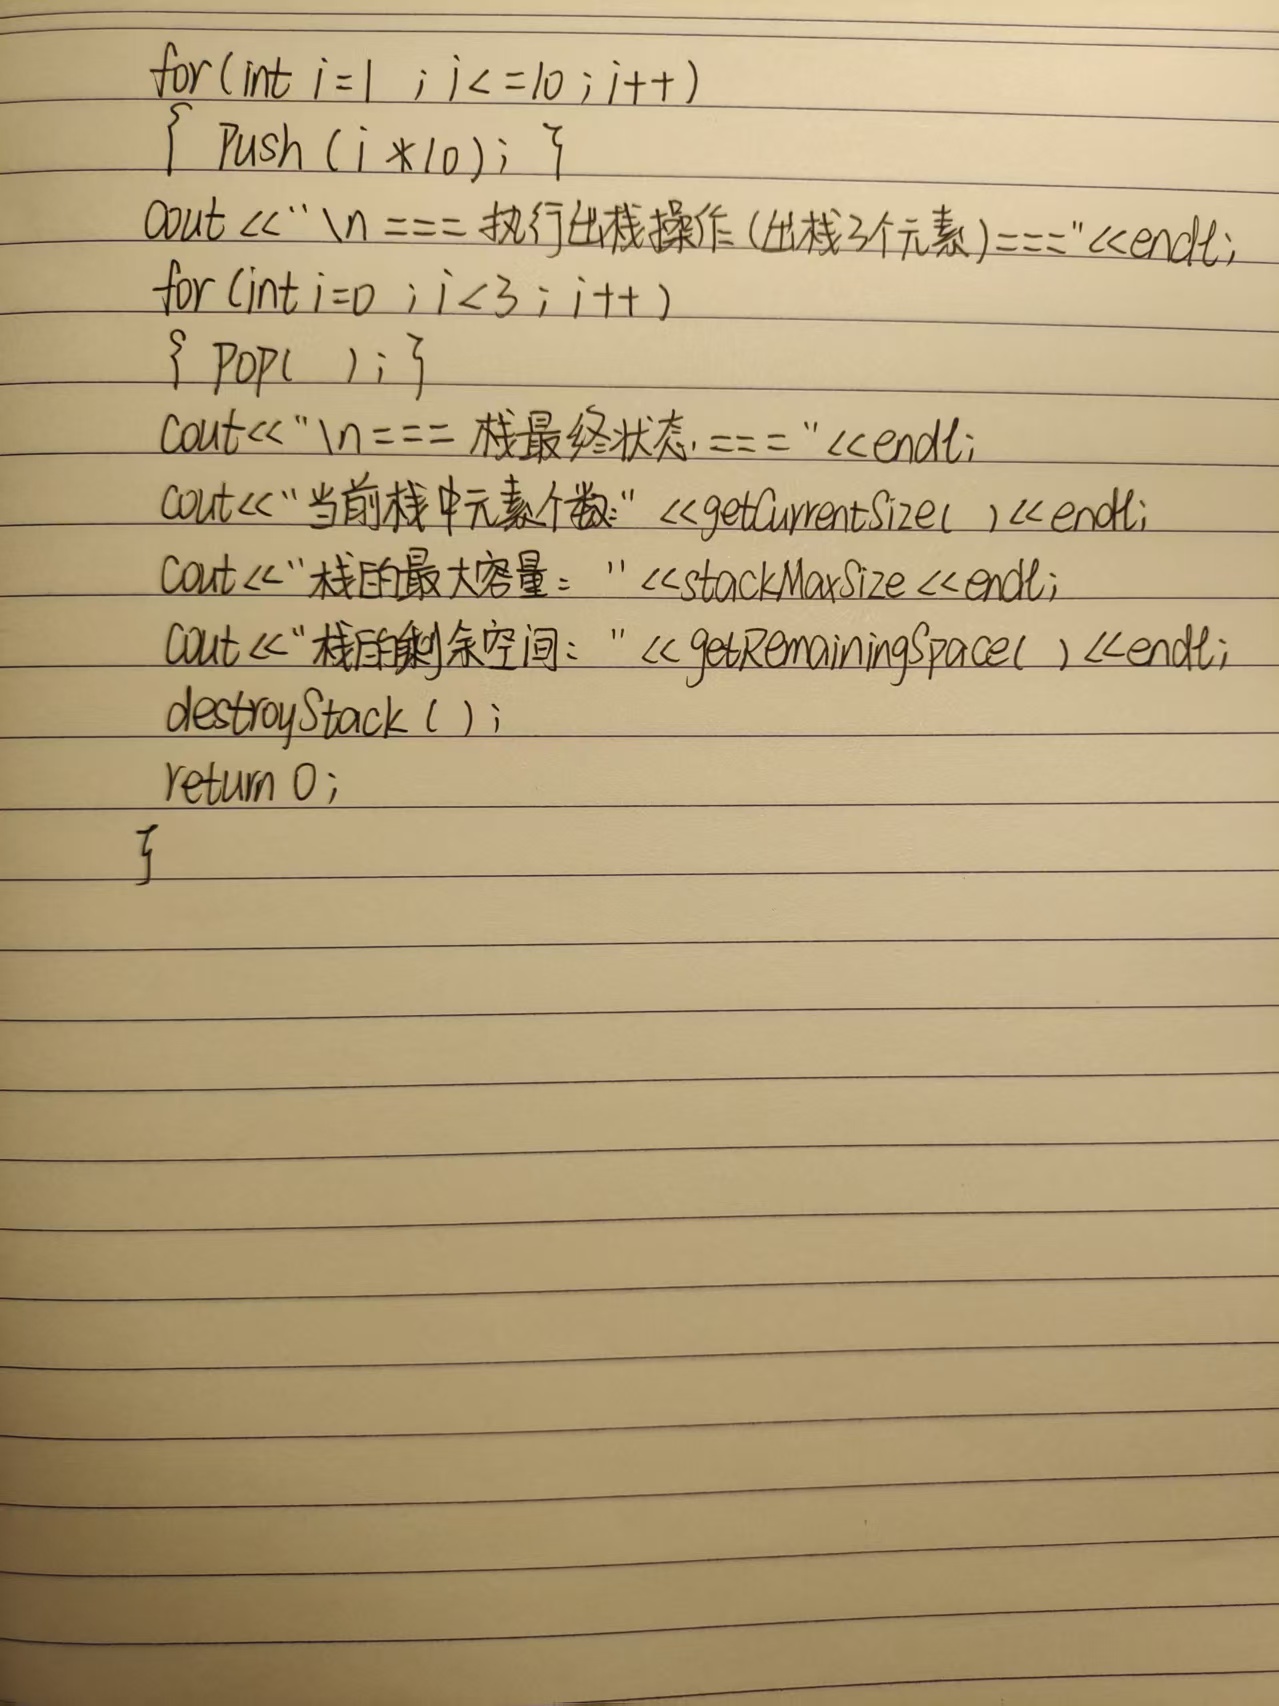 for(int i=1 ; i<=10 ; i++)
{ Push (i*10); }
cout <<"\n === 执行出栈操作 (出栈3个元素) ==="<<endl;
for (int i=0 ; i<3 ; i++)
{ POP( ); }
cout<<"\n=== 栈最终状态 ==="<<endl;
cout<<"当前栈中元素个数:" <<getCurrentSize( )<<endl;
cout<<"栈的最大容量: "<<stackMaxSize<<endl;
cout<<"栈的剩余空间: "<<getRemainingSpace( )<<endl;
destroyStack ( );
return 0;
}